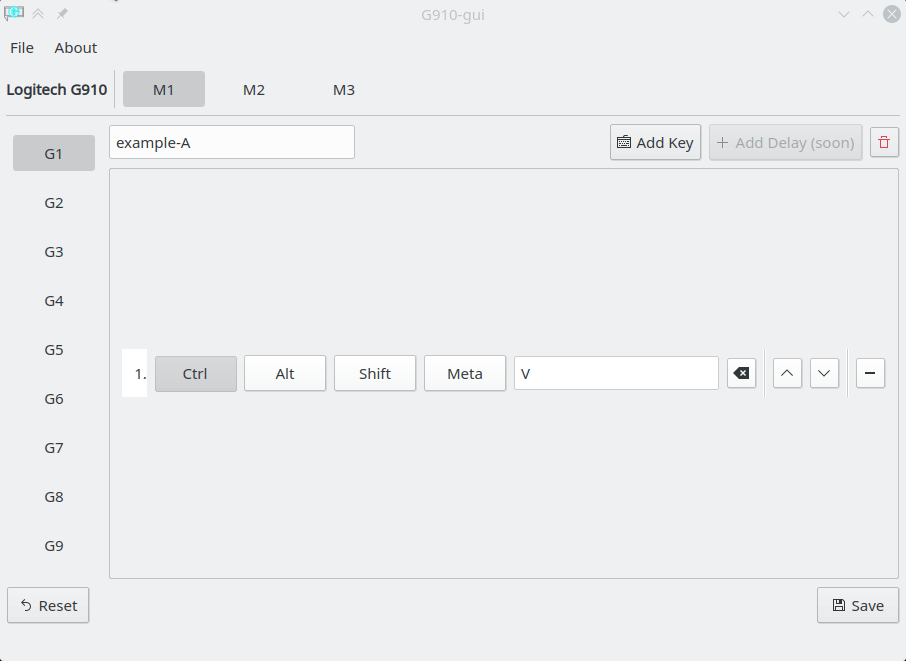 G910-gui
File About
Logitech G910 M1 M2 M3
G1 example-A Add Key + Add Delay (soon)
G2
G3
G4
G5
1. Ctrl Alt Shift Meta V
G6
G7
G8
G9
Reset Save